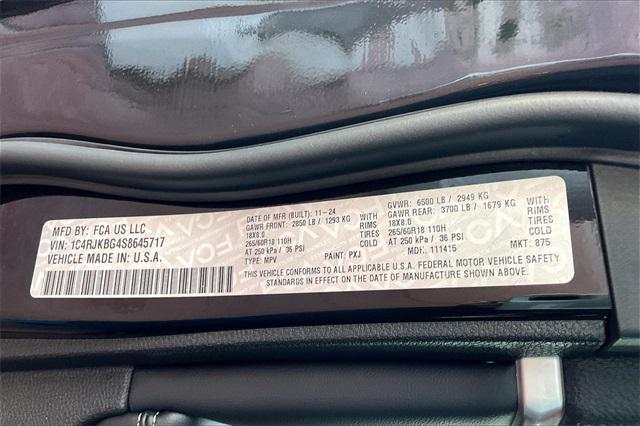 MFD BY: FCA US LLC
VIN: 1C4RJKBG4S8645717
VEHICLE MADE IN U.S.A.
DATE OF MFR (BUILT): 11-24
GAWR FRONT: 2850 LB / 1293 KG
18X8.0 RIMS
265/60R18 110H TIRES
AT 250 kPa / 36 PSI COLD
TYPE: MPV PAINT: PXJ
GVWR: 6500 LB / 2949 KG
GAWR REAR: 3700 LB / 1679 KG
18X8.0 RIMS
265/60R18 110H TIRES
AT 250 kPa / 36 PSI COLD
MDK: 111415 MKT: 875
THIS VEHICLE CONFORMS TO ALL APPLICABLE U.S.A. FEDERAL MOTOR VEHICLE SAFETY
STANDARDS IN EFFECT ON THE DATE OF MANUFACTURE SHOWN ABOVE.